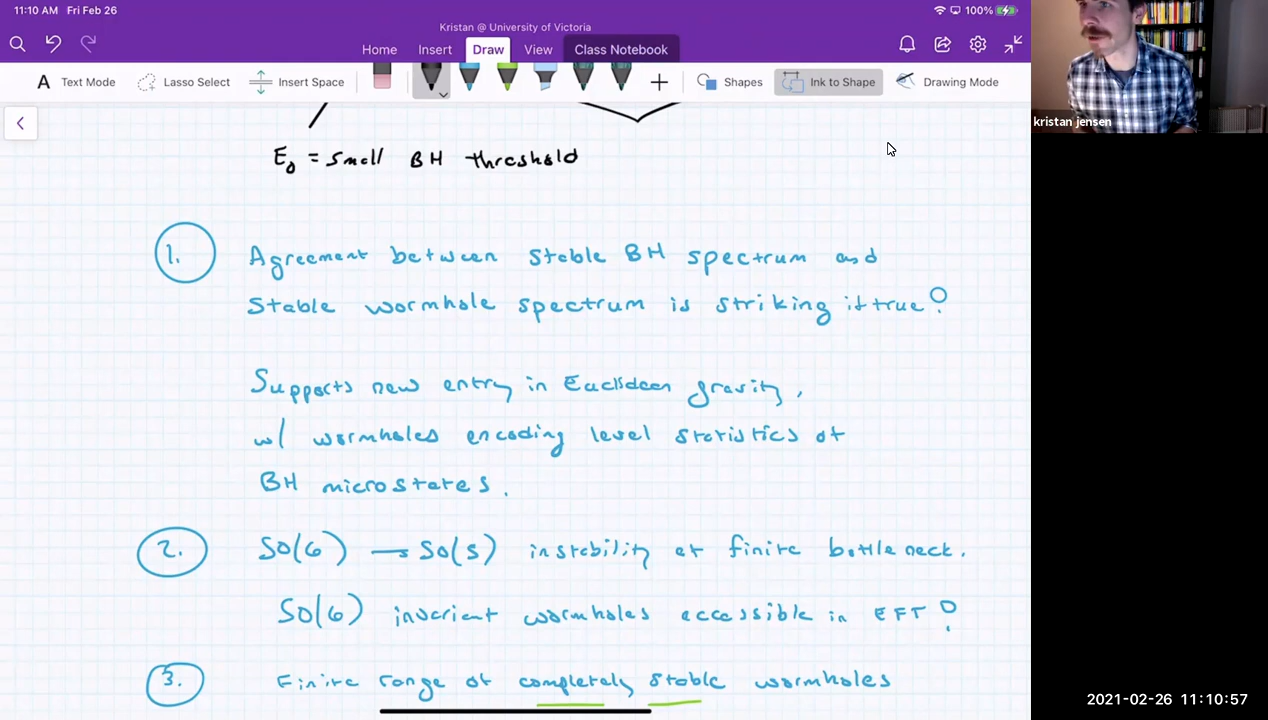 11:10 AM Fri Feb 26
100%
Kristan @ University of Victoria
Home Insert Draw View Class Notebook
A Text Mode Lasso Select Insert Space Shapes Ink to Shape Drawing Mode
kristan jensen
E0 = small BH threshold
1. Agreement between stable BH spectrum and
stable wormhole spectrum is striking if true!
Supports new entry in Euclidean gravity,
w/ wormholes encoding level statistics of
BH microstates.
2. SO(6) → SO(5) instability at finite bottleneck.
SO(6) invariant wormholes accessible in EFT!
3. Finite range of completely stable wormholes
2021-02-26 11:10:57